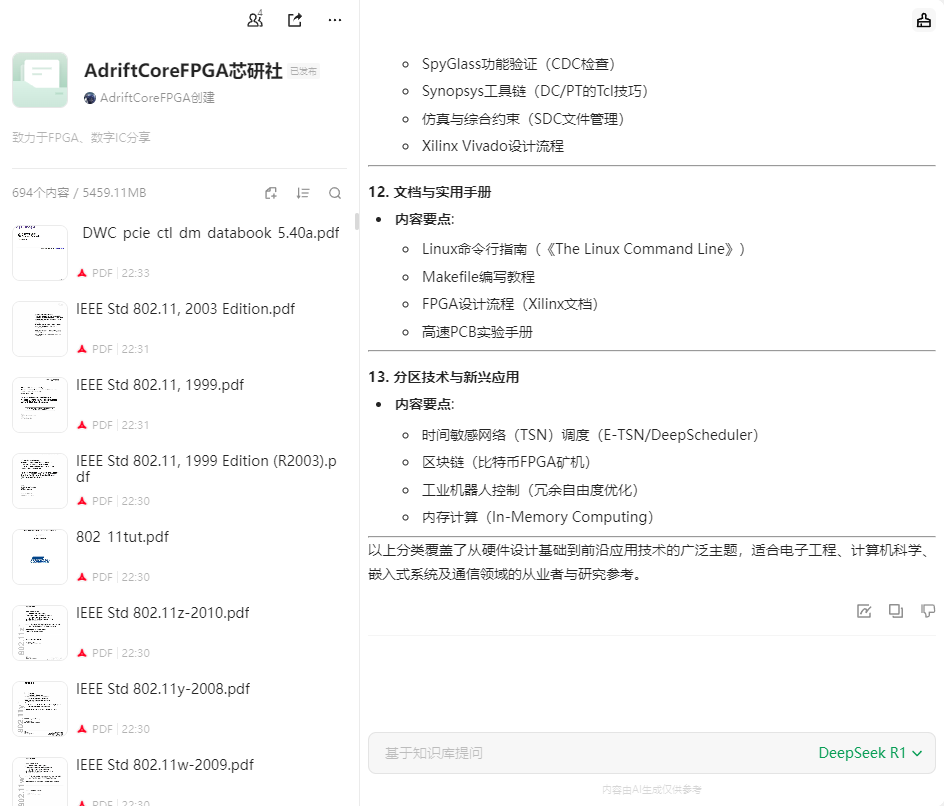 4
AdriftCoreFPGA芯研社 已发布
AdriftCoreFPGA创建
致力于FPGA、数字IC分享
694个内容 / 5459.11MB
DWC pcie ctl dm databook 5.40a.pdf
PDF | 22:33
IEEE Std 802.11, 2003 Edition.pdf
PDF | 22:31
IEEE Std 802.11, 1999.pdf
PDF | 22:31
IEEE Std 802.11, 1999 Edition (R2003).p
df
PDF | 22:30
802 11tut.pdf
PDF | 22:30
IEEE Std 802.11z-2010.pdf
PDF | 22:30
IEEE Std 802.11y-2008.pdf
PDF | 22:30
IEEE Std 802.11w-2009.pdf
PDF | 22:30
SpyGlass功能验证（CDC检查）
Synopsys工具链（DC/PT的Tcl技巧）
仿真与综合约束（SDC文件管理）
Xilinx Vivado设计流程
12. 文档与实用手册
内容要点:
Linux命令行指南（《The Linux Command Line》）
Makefile编写教程
FPGA设计流程（Xilinx文档）
高速PCB实验手册
13. 分区技术与新兴应用
内容要点:
时间敏感网络（TSN）调度（E-TSN/DeepScheduler）
区块链（比特币FPGA矿机）
工业机器人控制（冗余自由度优化）
内存计算（In-Memory Computing）
以上分类覆盖了从硬件设计基础到前沿应用技术的广泛主题，适合电子工程、计算机科学、
嵌入式系统及通信领域的从业者与研究参考。
基于知识库提问
DeepSeek R1
内容由AI生成仅供参考